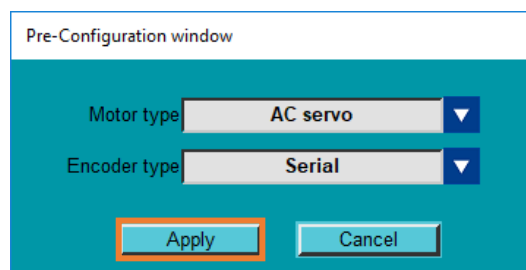 Pre-Configuration window
Motor type AC servo
Encoder type Serial
Apply Cancel